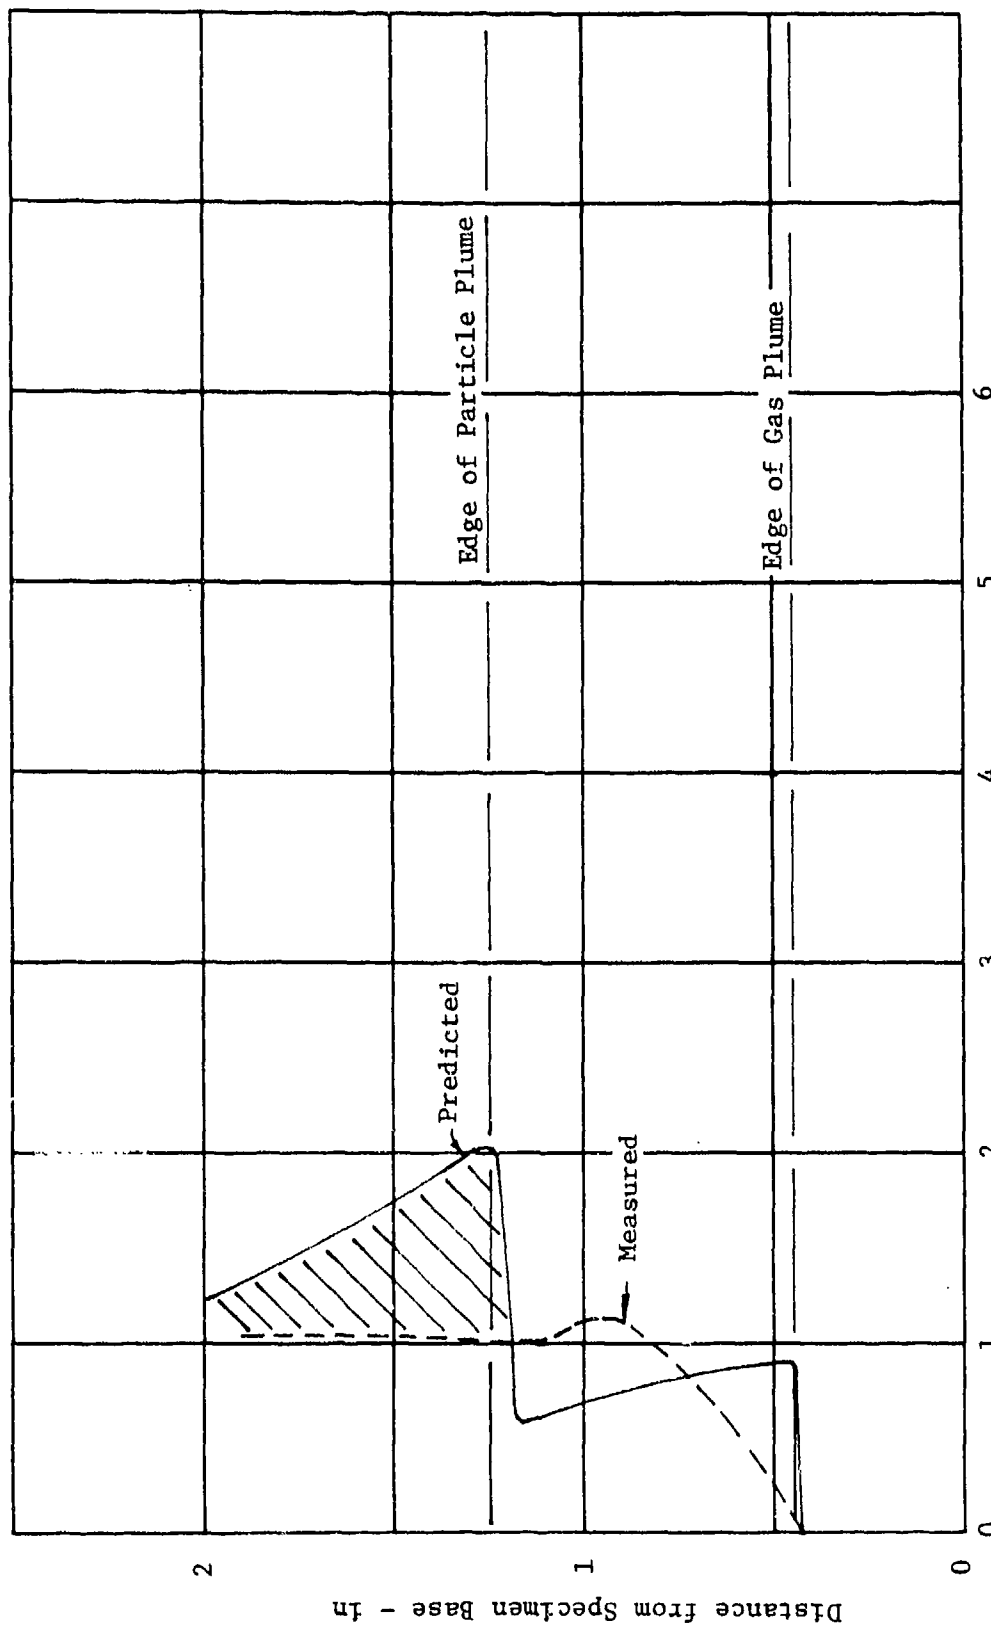 Distance from Specimen Base - in
2
1
0
Edge of Particle Plume
Edge of Gas Plume
Predicted
Measured
0
1
2
3
4
5
6